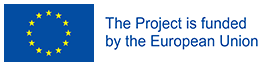 The Project is funded
by the European Union